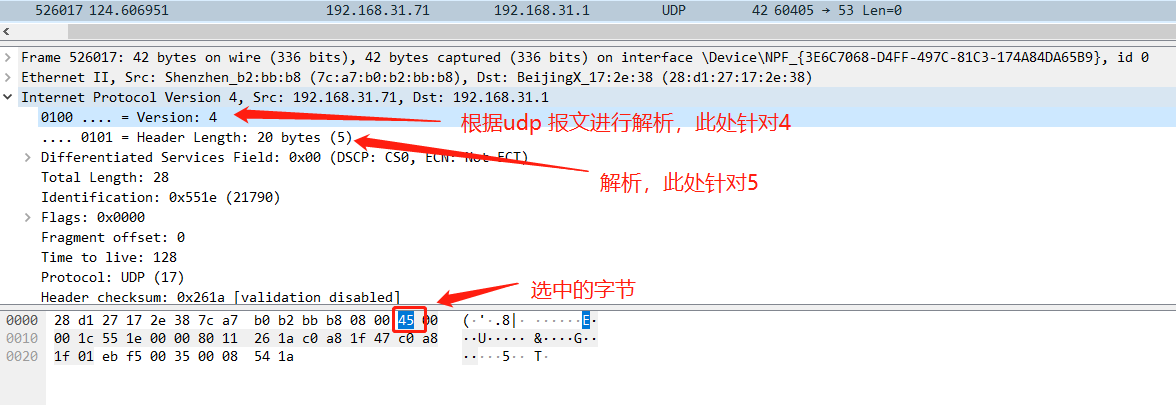 526017 124.606951 192.168.31.71 192.168.31.1 UDP 42 60405 → 53 Len=0
Frame 526017: 42 bytes on wire (336 bits), 42 bytes captured (336 bits) on interface \Device\NPF_{3E6C7068-D4FF-497C-81C3-174A84DA65B9}, id 0
Ethernet II, Src: Shenzhen_b2:bb:b8 (7c:a7:b0:b2:bb:b8), Dst: BeijingX_17:2e:38 (28:d1:27:17:2e:38)
Internet Protocol Version 4, Src: 192.168.31.71, Dst: 192.168.31.1
0100 .... = Version: 4
根据udp 报文进行解析，此处针对4
.... 0101 = Header Length: 20 bytes (5)
Differentiated Services Field: 0x00 (DSCP: CS0, ECN: Not-ECT)
Total Length: 28
解析，此处针对5
Identification: 0x551e (21790)
Flags: 0x0000
Fragment offset: 0
Time to live: 128
Protocol: UDP (17)
选中的字节
Header checksum: 0x261a [validation disabled]
0000 28 d1 27 17 2e 38 7c a7 b0 b2 bb b8 08 00 45 00 (·'·.8|· ······E·
0010 00 1c 55 1e 00 00 80 11 26 1a c0 a8 1f 47 c0 a8 ··U····· &····G··
0020 1f 01 eb f5 00 35 00 08 54 1a ·····5·· T·